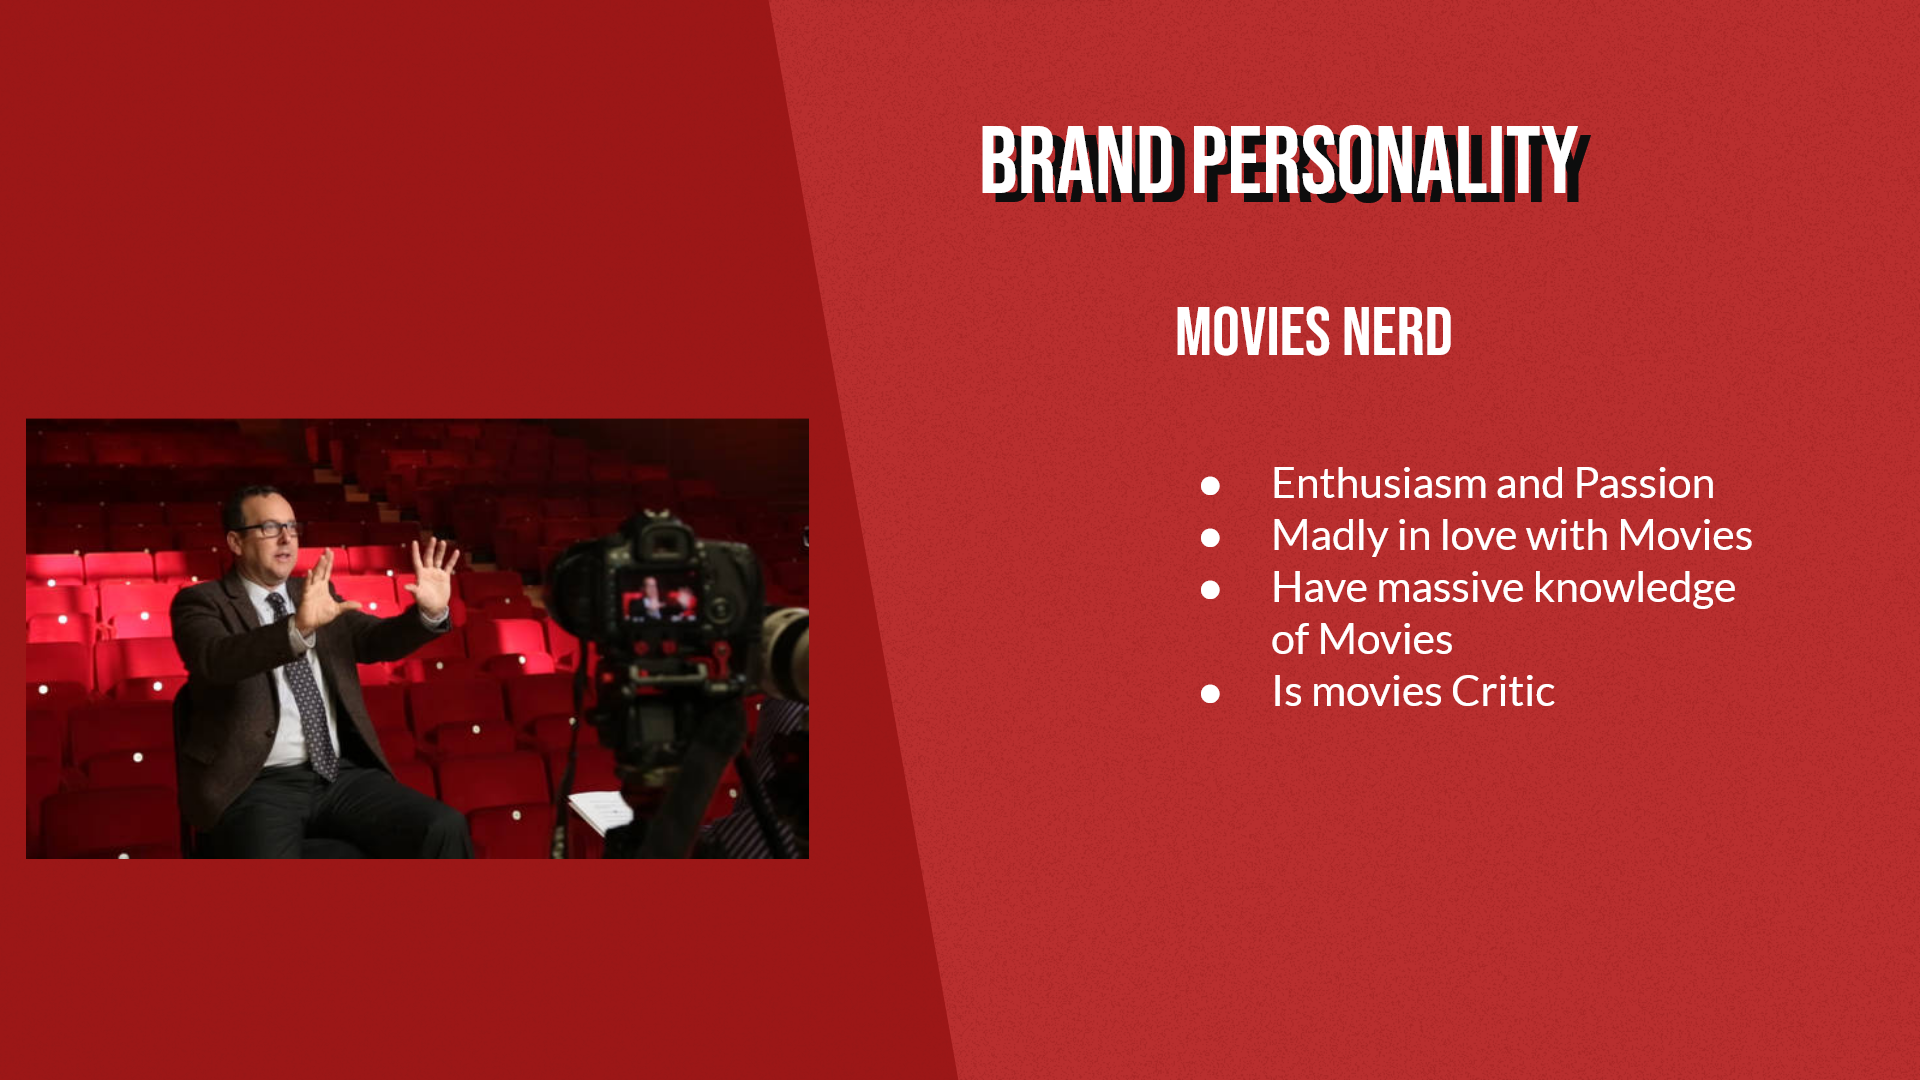 BRAND PERSONALITY
MOVIES NERD
● Enthusiasm and Passion
● Madly in love with Movies
● Have massive knowledge
of Movies
● Is movies Critic